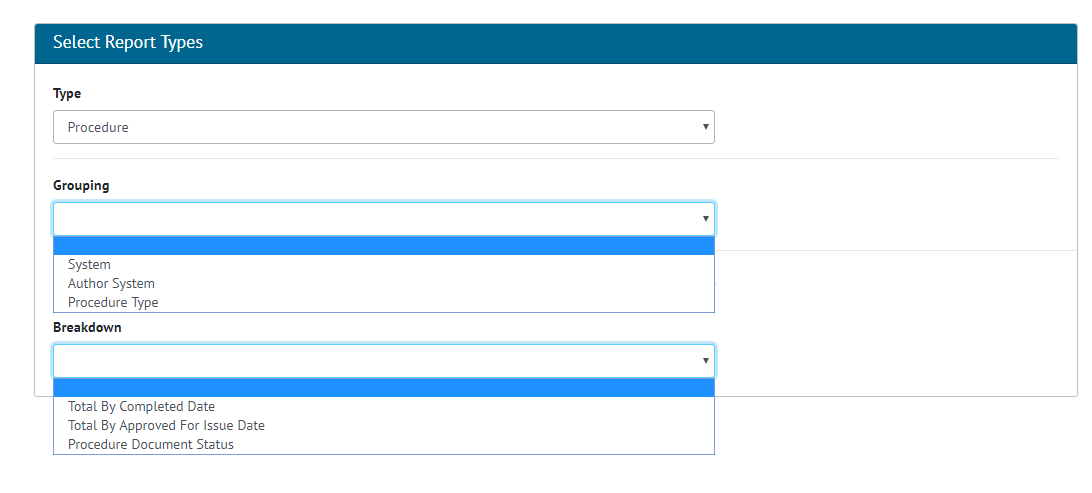 Select Report Types
Type
Procedure
Grouping
System
Author System
Procedure Type
Breakdown
Total By Completed Date
Total By Approved For Issue Date
Procedure Document Status